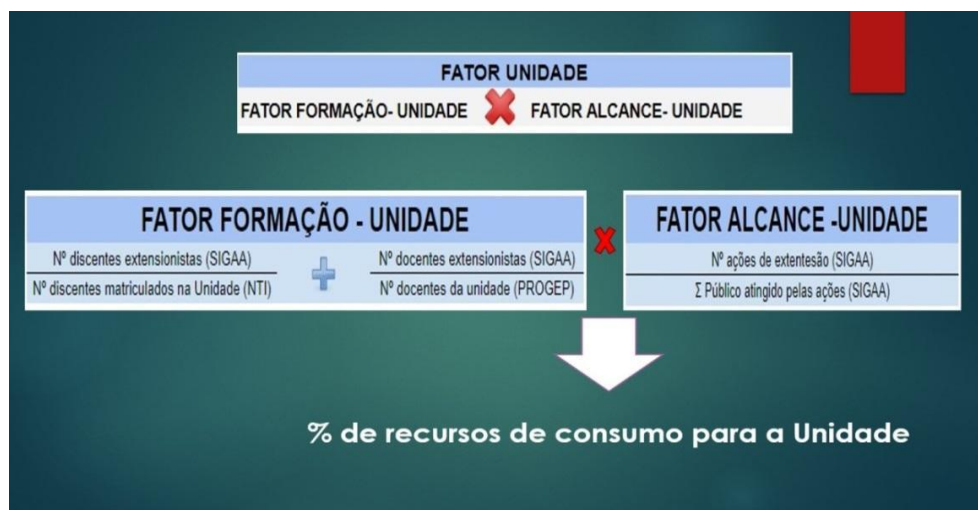 FATOR UNIDADE
FATOR FORMAÇÃO- UNIDADE FATOR ALCANCE- UNIDADE
FATOR FORMAÇÃO - UNIDADE
Nº discentes extensionistas (SIGAA)
Nº discentes matriculados na Unidade (NTI)
Nº docentes extensionistas (SIGAA)
Nº docentes da unidade (PROGEP)
FATOR ALCANCE -UNIDADE
Nº ações de extentesão (SIGAA)
Σ Público atingido pelas ações (SIGAA)
% de recursos de consumo para a Unidade